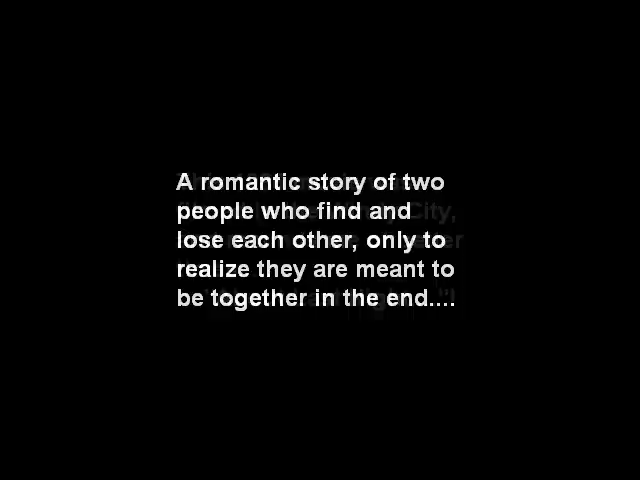 A romantic story of two
people who find and
lose each other, only to
realize they are meant to
be together in the end....